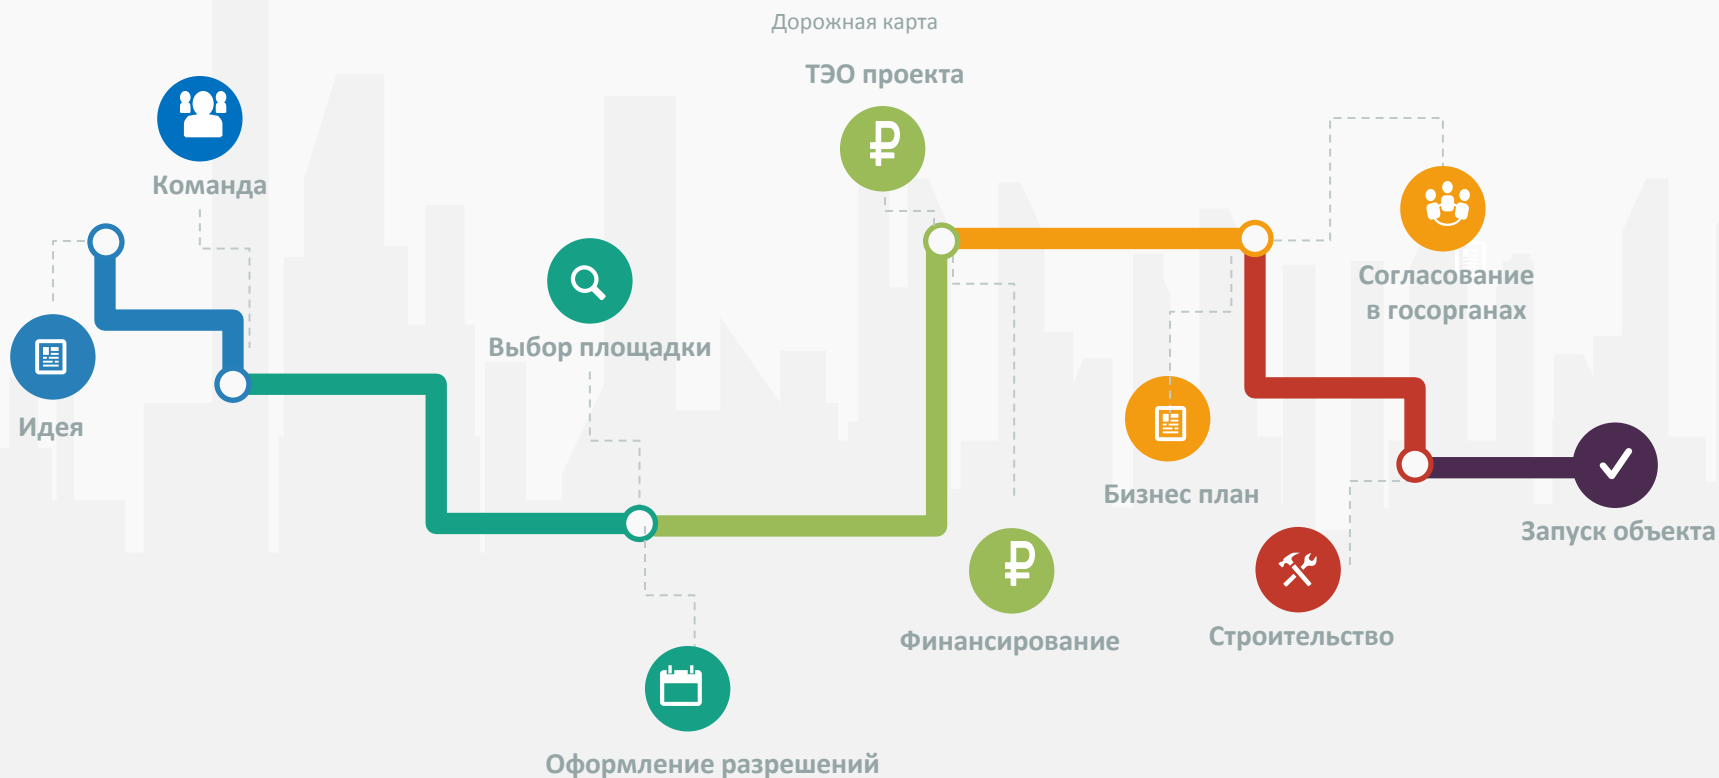 Дорожная карта
ТЭО проекта
Команда
Согласование
в госорганах
Выбор площадки
Идея
Бизнес план
Запуск объекта
Финансирование
Строительство
Оформление разрешений